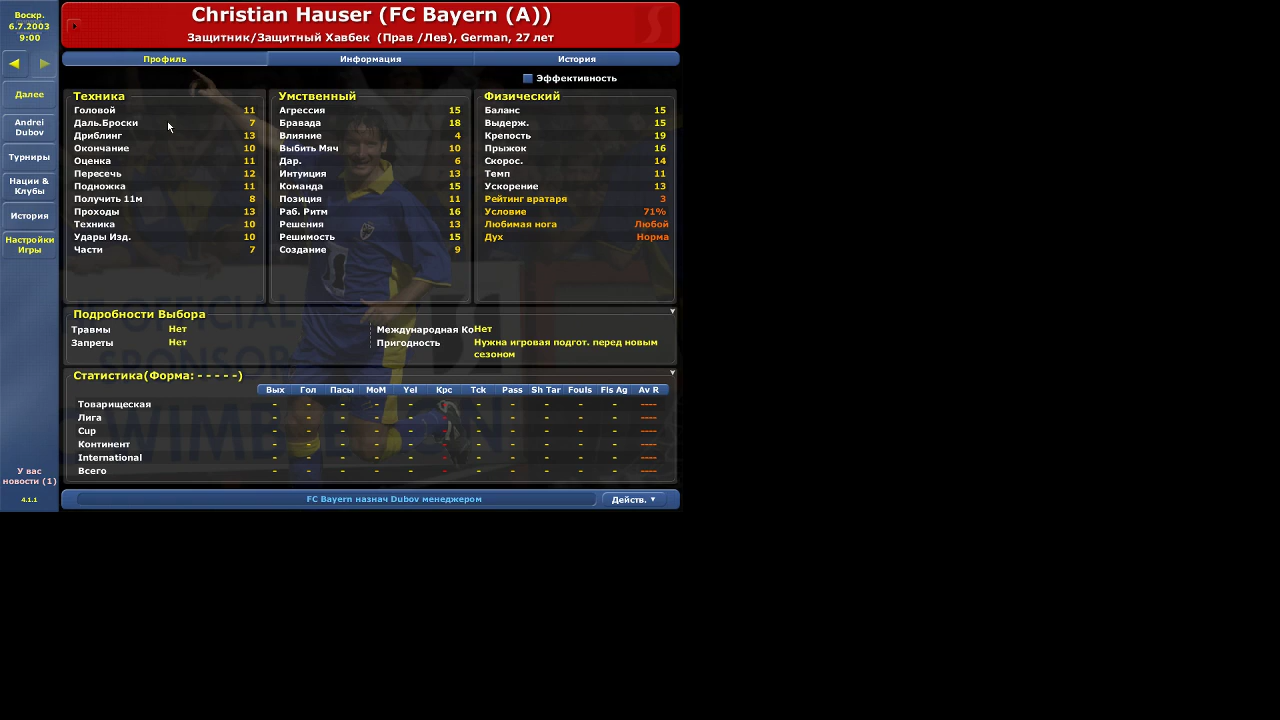 Воскр.
6.7.2003
9:00
Далее
Andrei
Dubov
Турниры
Нации &
Клубы
История
Настройки
Игры
У вас
новости (1)
4.1.1
Christian Hauser (FC Bayern (A))
Защитник/Защитный Хавбек (Прав /Лев), German, 27 лет
Профиль Информация История
Эффективность
Техника
Головой 11
Даль.Броски 7
Дриблинг 13
Окончание 10
Оценка 11
Пересечь 12
Подножка 11
Получить 11м 8
Проходы 13
Техника 10
Удары Изд. 10
Части 7
Умственный
Агрессия 15
Бравада 18
Влияние 4
Выбить Мяч 10
Дар. 6
Интуиция 13
Команда 15
Позиция 11
Раб. Ритм 16
Решения 13
Решимость 15
Создание 9
Физический
Баланс 15
Выдерж. 15
Крепость 19
Прыжок 16
Скорос. 14
Темп 11
Ускорение 13
Рейтинг вратаря 3
Условие 71%
Любимая нога Любой
Дух Норма
Подробности Выбора
Травмы Нет
Запреты Нет
Международная Ко Нет
Пригодность Нужна игровая подгот. перед новым
сезоном
Статистика(Форма: - - - - -)
Вых Гол Пасы MoM Yel Крс Tck Pass Sh Tar Fouls Fls Ag Av R
Товарищеская - - - - - - - - - - - ----
Лига - - - - - - - - - - - ----
Cup - - - - - - - - - - - ----
Континент - - - - - - - - - - - ----
International - - - - - - - - - - - ----
Всего - - - - - - - - - - - ----
FC Bayern назнач Dubov менеджером
Действ.